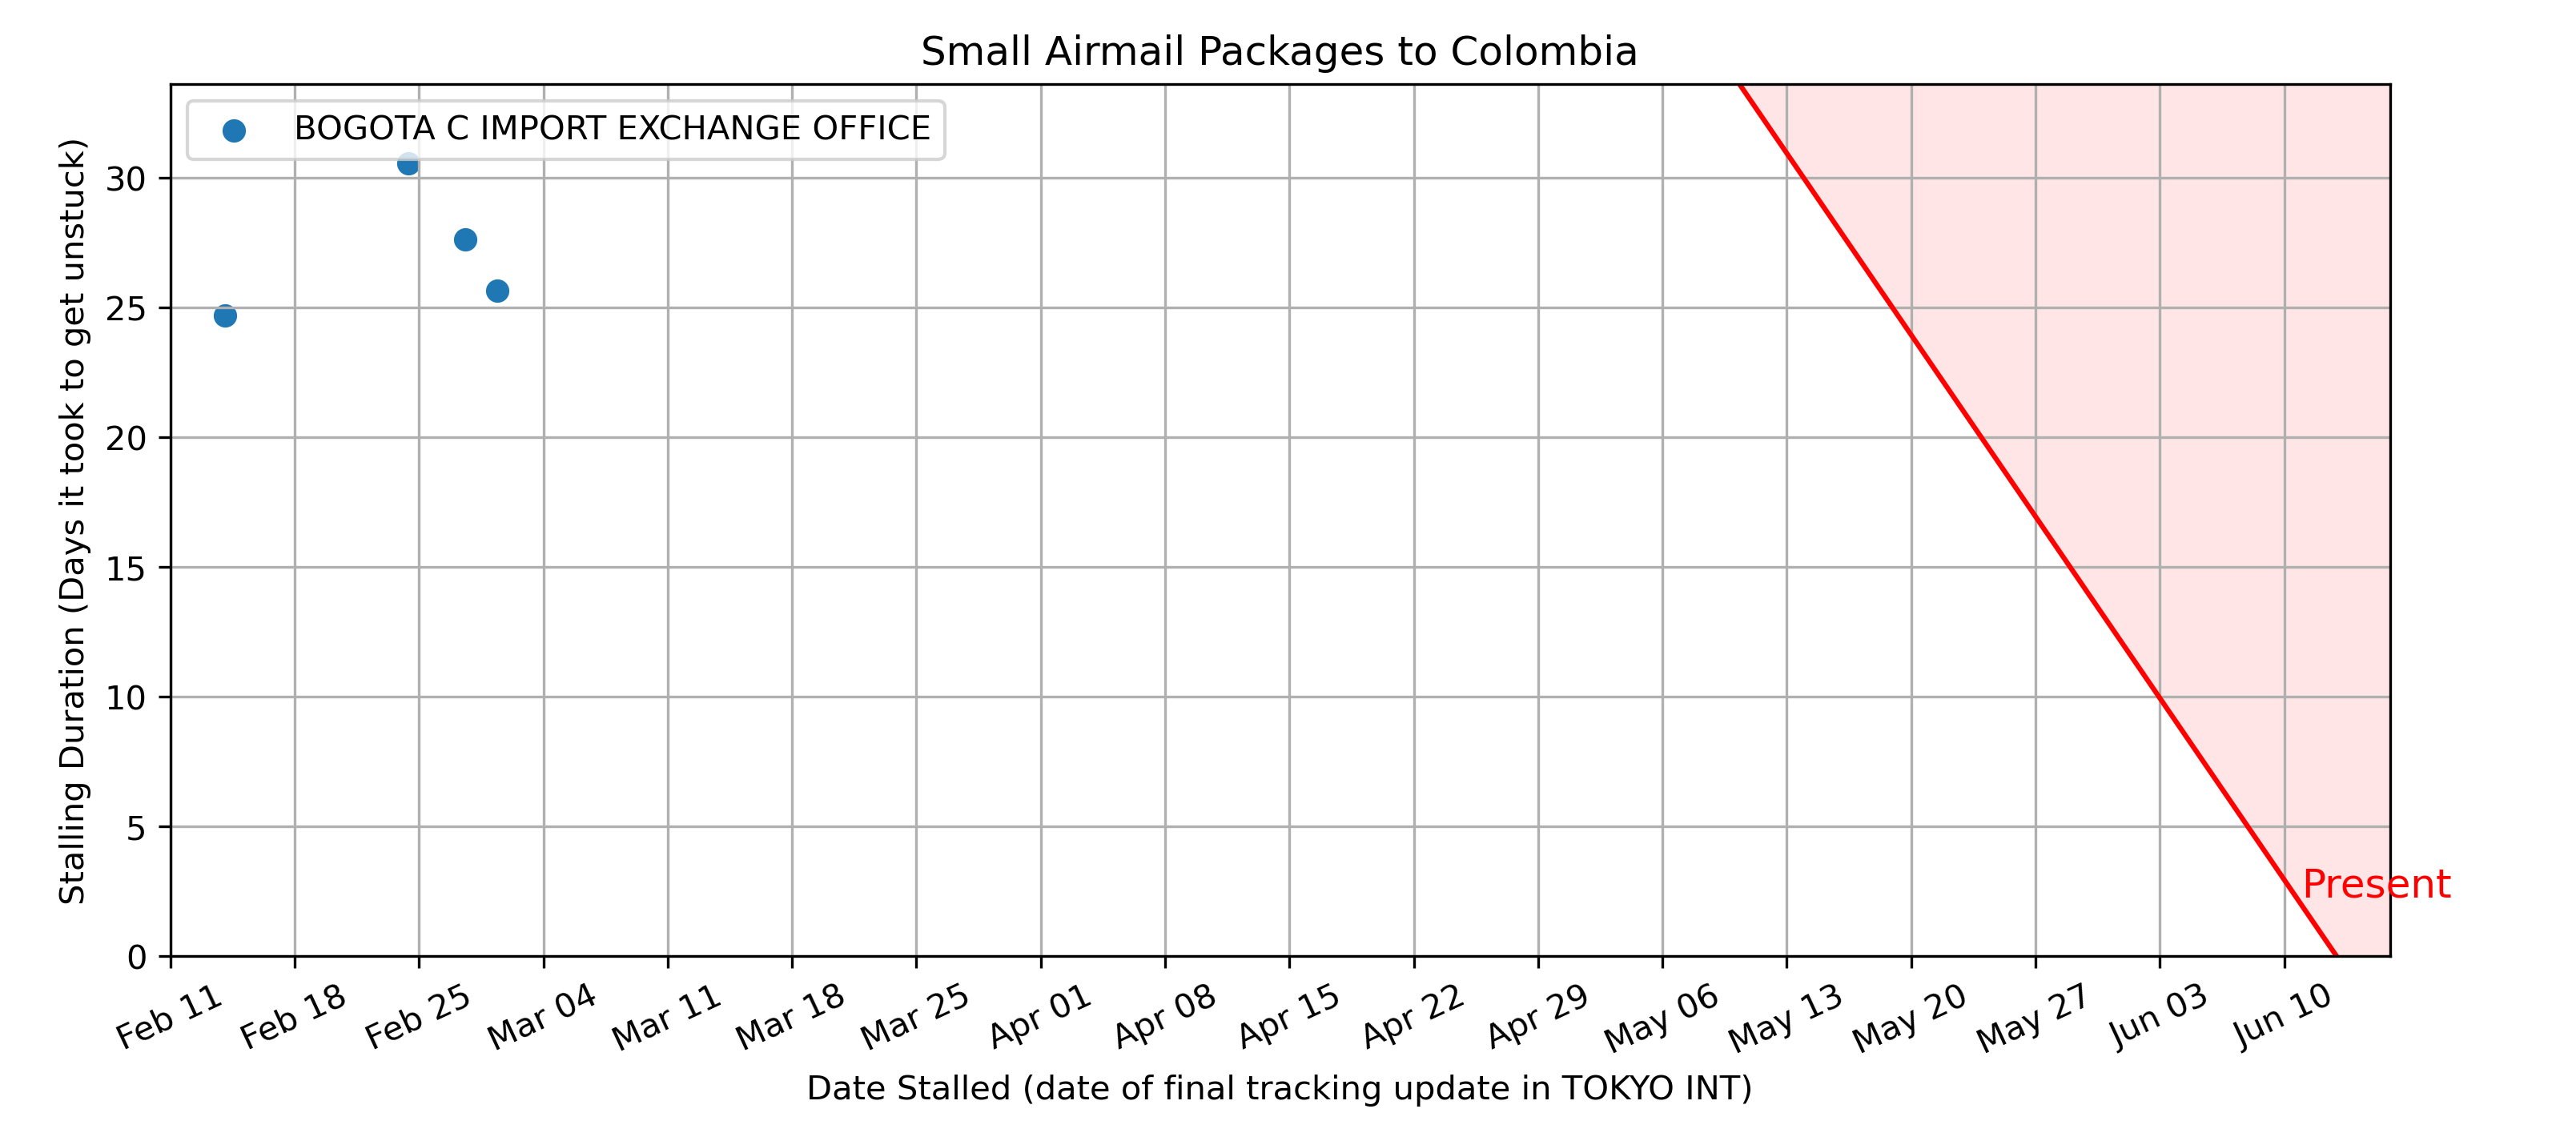 Small Airmail Packages to Colombia
BOGOTA C IMPORT EXCHANGE OFFICE
Stalling Duration (Days it took to get unstuck)
30
25
20
15
10
5
0
Present
Feb 11
Feb 18
Feb 25
Mar 04
Mar 11
Mar 18
Mar 25
Apr 01
Apr 08
Apr 15
Apr 22
Apr 29
May 06
May 13
May 20
May 27
Jun 03
Jun 10
Date Stalled (date of final tracking update in TOKYO INT)